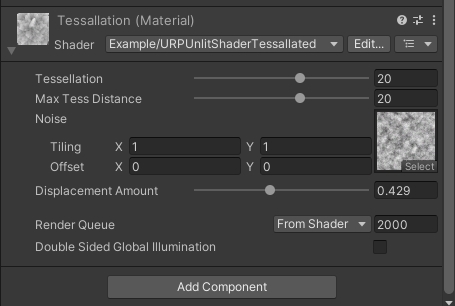 Tessallation (Material)
Shader Example/URPUnlitShaderTessallated Edit...
Tessellation 20
Max Tess Distance 20
Noise
Tiling X 1 Y 1
Offset X 0 Y 0
Select
Displacement Amount 0.429
Render Queue From Shader 2000
Double Sided Global Illumination
Add Component